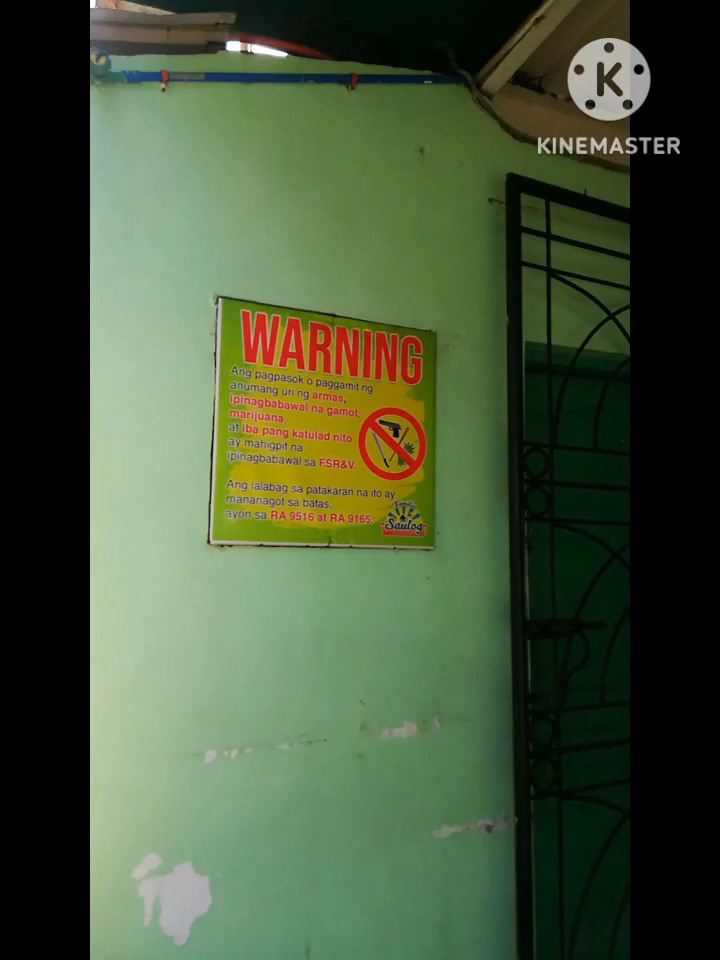 K
KINEMASTER
WARNING
Ang pagpasok o paggamit ng
anumang uri ng armas,
ipinagbabawal na gamot,
marijuana,
at iba pang katulad nito
ay mahigpit na
ipinagbabawal sa FSR&V.
Ang lalabag sa patakaran na ito ay
mananagot sa batas,
ayon sa RA 9516 at RA 9165.
Saulog